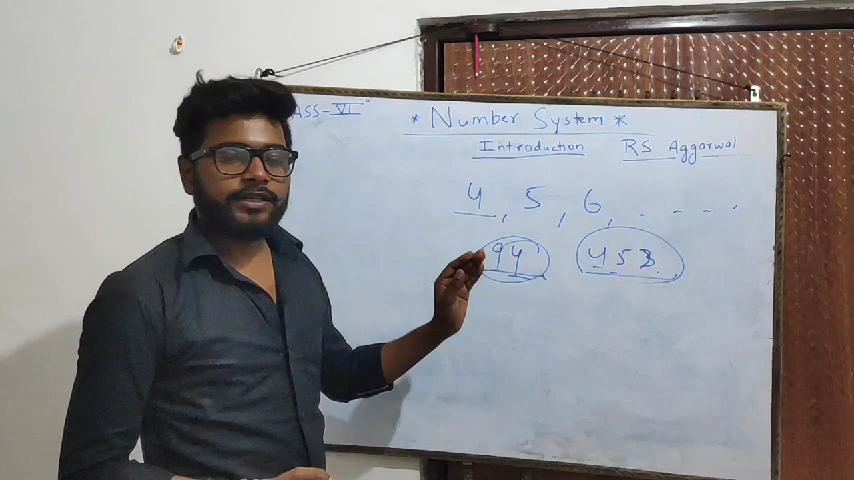 ASS-VI"
* Number System *
Introduction RS Aggarwal
4, 5, 6, . - - .
94 453